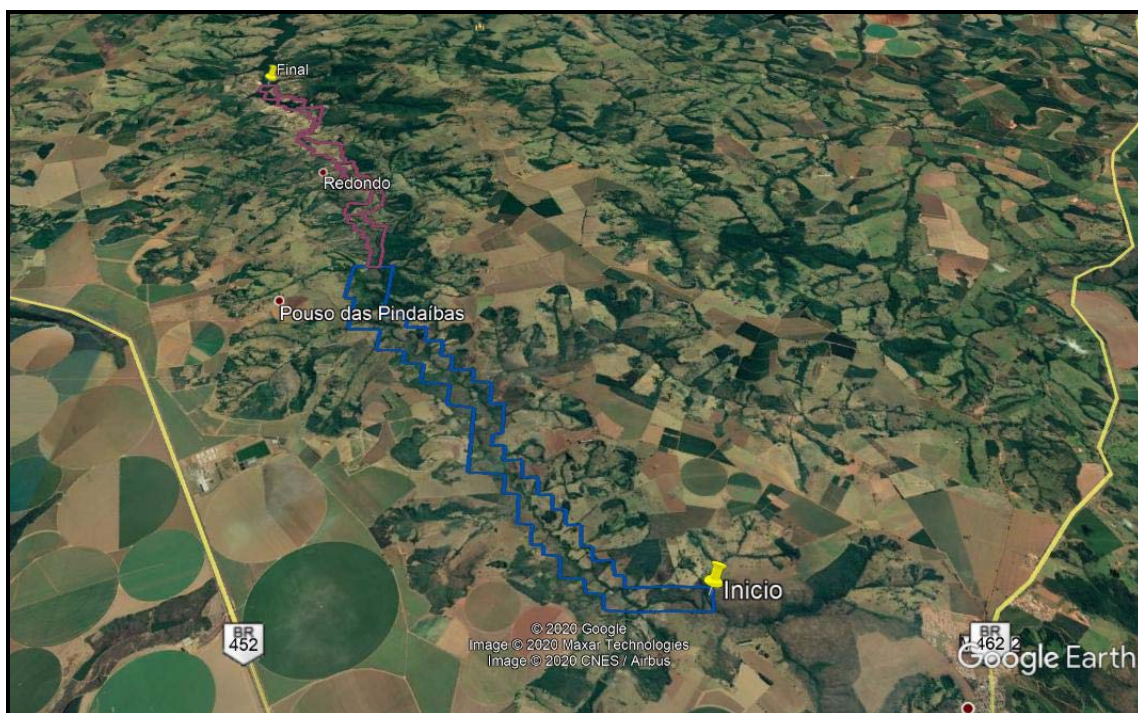 Final
Redondo
Pouso das Pindaíbas
Inicio
BR
452
© 2020 Google
Image © 2020 Maxar Technologies
Image © 2020 CNES / Airbus
BR
462
Google Earth